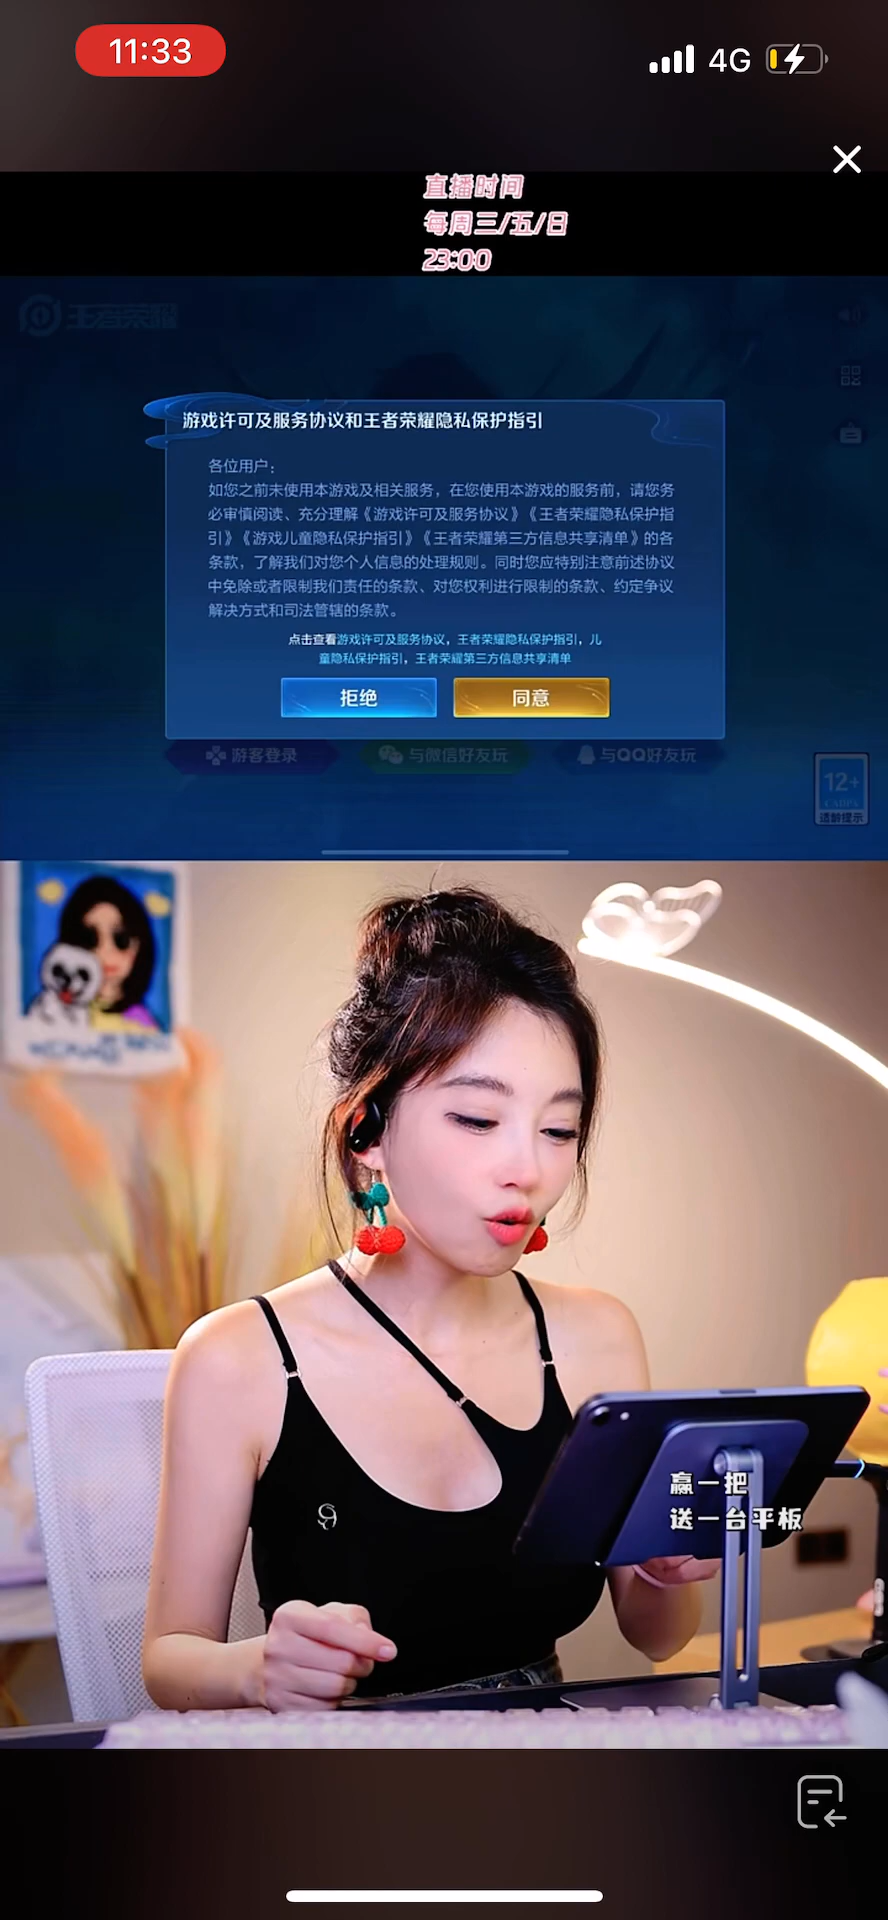 11:33
4G
直播时间
每周三/五/日
23:00
王者荣耀
游戏许可及服务协议和王者荣耀隐私保护指引
各位用户：
如您之前未使用本游戏及相关服务，在您使用本游戏的服务前，请您务
必审慎阅读、充分理解《游戏许可及服务协议》《王者荣耀隐私保护指
引》《游戏儿童隐私保护指引》《王者荣耀第三方信息共享清单》的各
条款，了解我们对您个人信息的处理规则。同时您应特别注意前述协议
中免除或者限制我们责任的条款、对您权利进行限制的条款、约定争议
解决方式和司法管辖的条款。
点击查看游戏许可及服务协议，王者荣耀隐私保护指引，儿
童隐私保护指引，王者荣耀第三方信息共享清单
拒绝
同意
游客登录
与微信好友玩
与QQ好友玩
12+
CADPA
适龄提示
赢一把
送一台平板